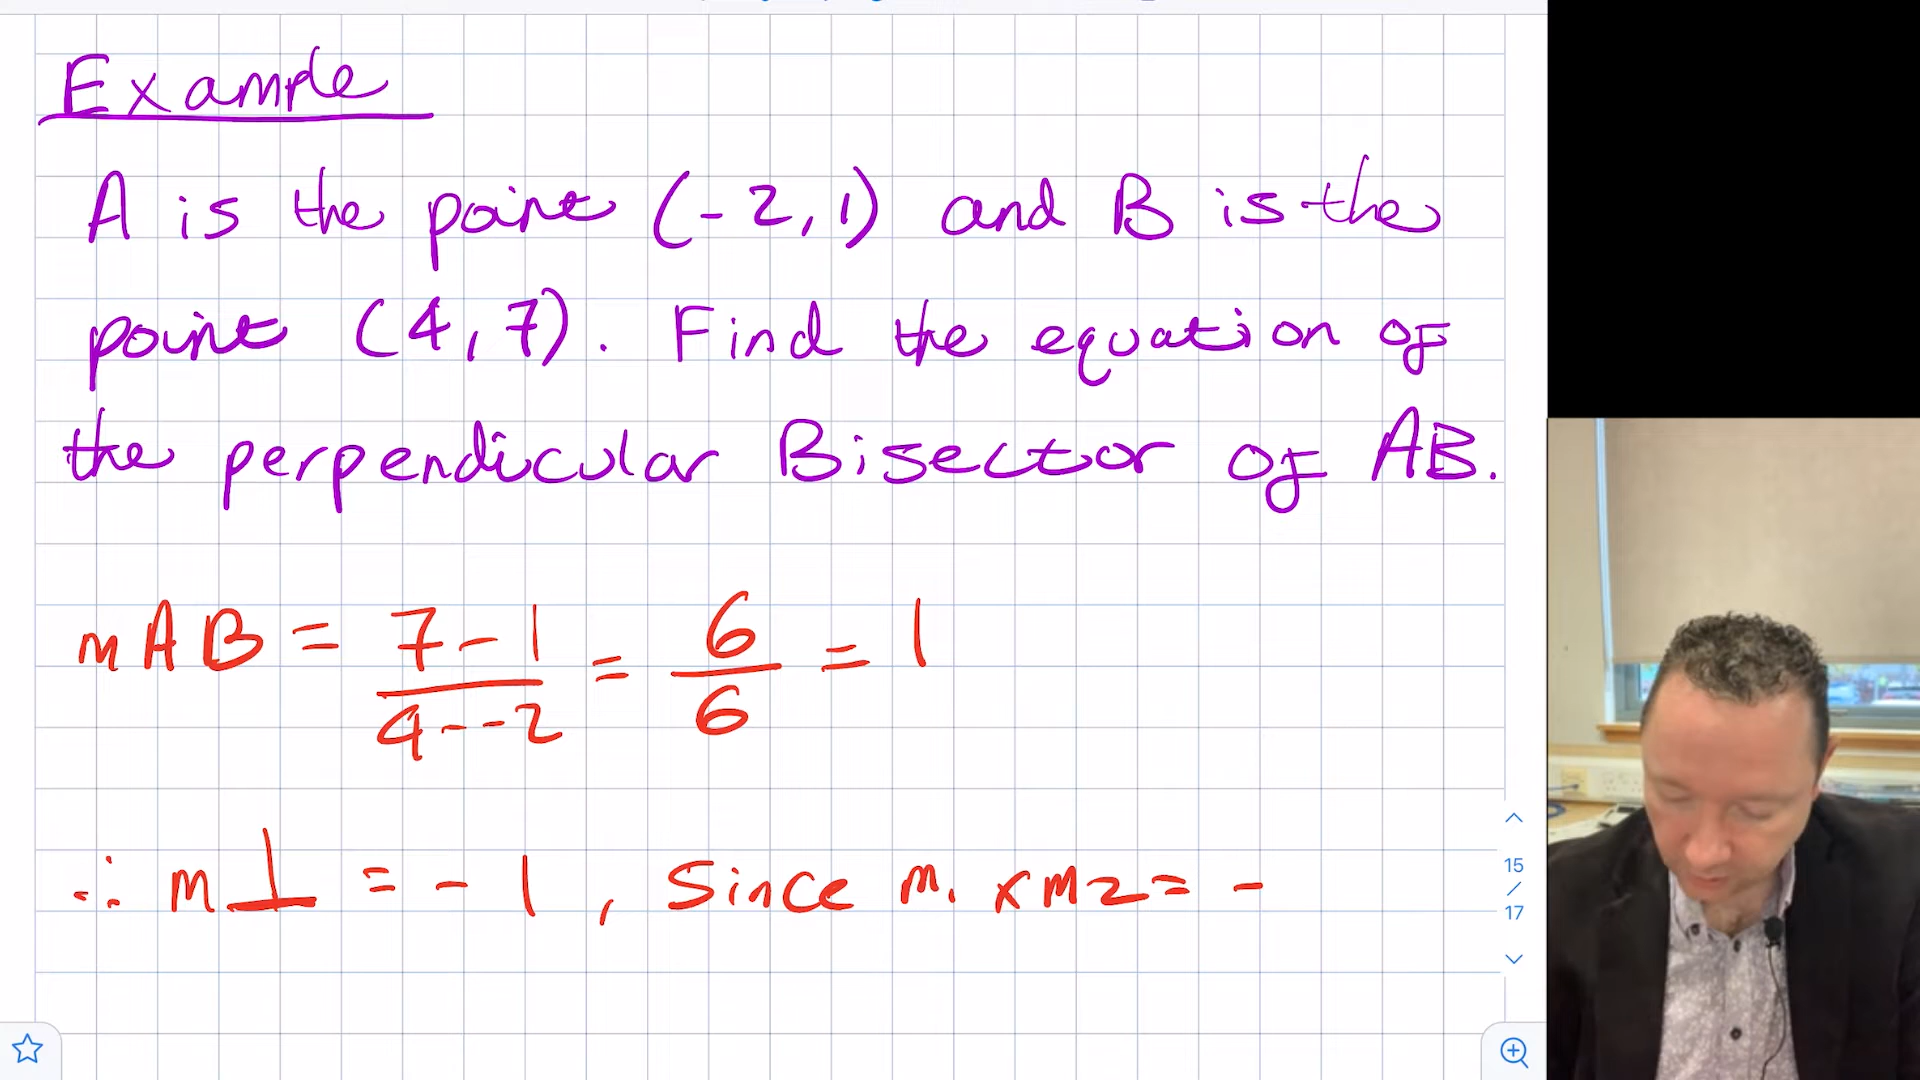 Example
A is the point (-2,1) and B is the
point (4,7). Find the equation of
the perpendicular Bisector of AB.
mAB = 7-1 / 4--2 = 6 / 6 = 1
∴ m⊥ = -1, Since m1 × m2 = -
15
/
17